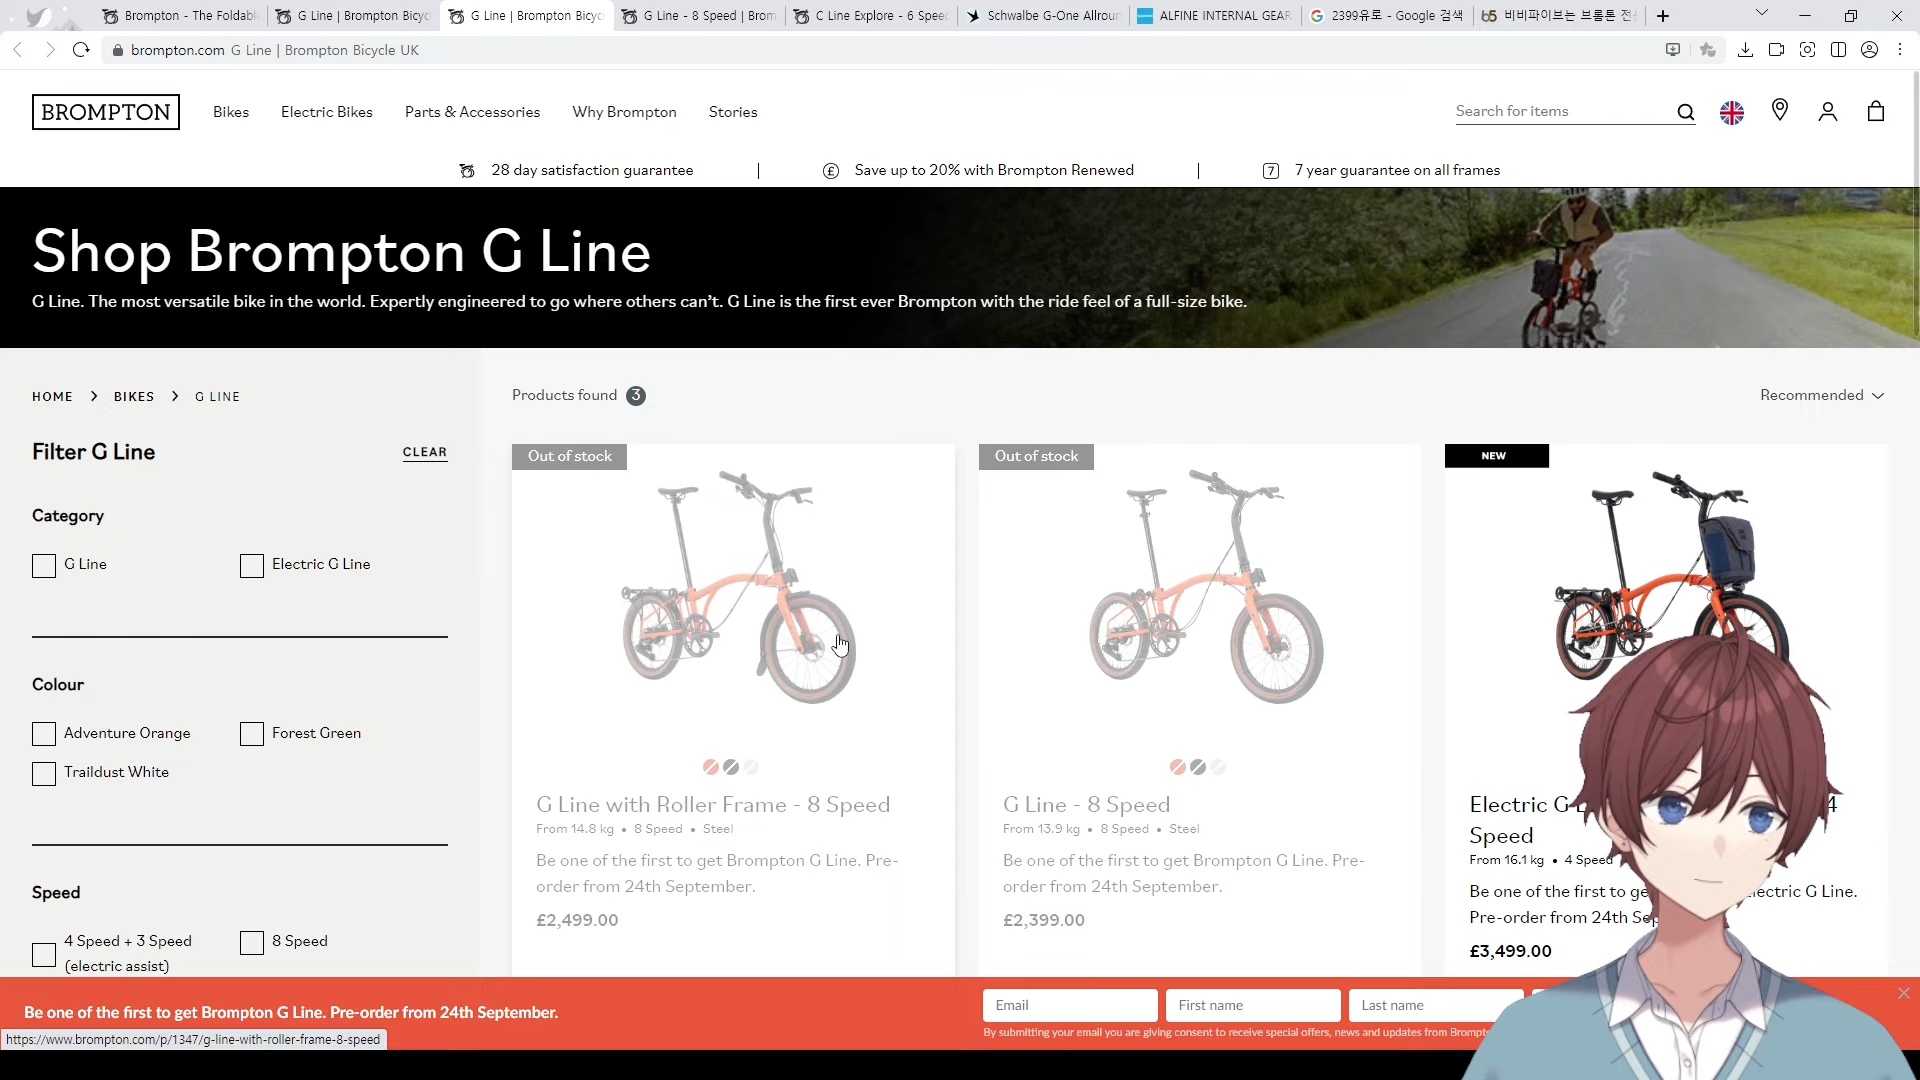 Brompton - The Foldabl
G Line | Brompton Bicyc
G Line | Brompton Bicyc
G Line - 8 Speed | Brom
C Line Explore - 6 Speed
Schwalbe G-One Allroun
ALFINE INTERNAL GEAR
2399유로 - Google 검색
비비파이브는 브롬톤 전
brompton.com G Line | Brompton Bicycle UK
BROMPTON
Bikes
Electric Bikes
Parts & Accessories
Why Brompton
Stories
Search for items
28 day satisfaction guarantee
Save up to 20% with Brompton Renewed
7 year guarantee on all frames
Shop Brompton G Line
G Line. The most versatile bike in the world. Expertly engineered to go where others can’t. G Line is the first ever Brompton with the ride feel of a full-size bike.
HOME > BIKES > G LINE
Products found 3
Recommended
Filter G Line
CLEAR
Category
G Line
Electric G Line
Colour
Adventure Orange
Forest Green
Traildust White
Speed
4 Speed + 3 Speed
(electric assist)
8 Speed
Out of stock
G Line with Roller Frame - 8 Speed
From 14.8 kg • 8 Speed • Steel
Be one of the first to get Brompton G Line. Pre-
order from 24th September.
£2,499.00
Out of stock
G Line - 8 Speed
From 13.9 kg • 8 Speed • Steel
Be one of the first to get Brompton G Line. Pre-
order from 24th September.
£2,399.00
NEW
Electric G 4
Speed
From 16.1 kg • 4 Speed
Be one of the first to ge lectric G Line.
Pre-order from 24th Sep
£3,499.00
Be one of the first to get Brompton G Line. Pre-order from 24th September.
Email
First name
Last name
By submitting your email you are giving consent to receive special offers, news and updates from Brompt
https://www.brompton.com/p/1347/g-line-with-roller-frame-8-speed